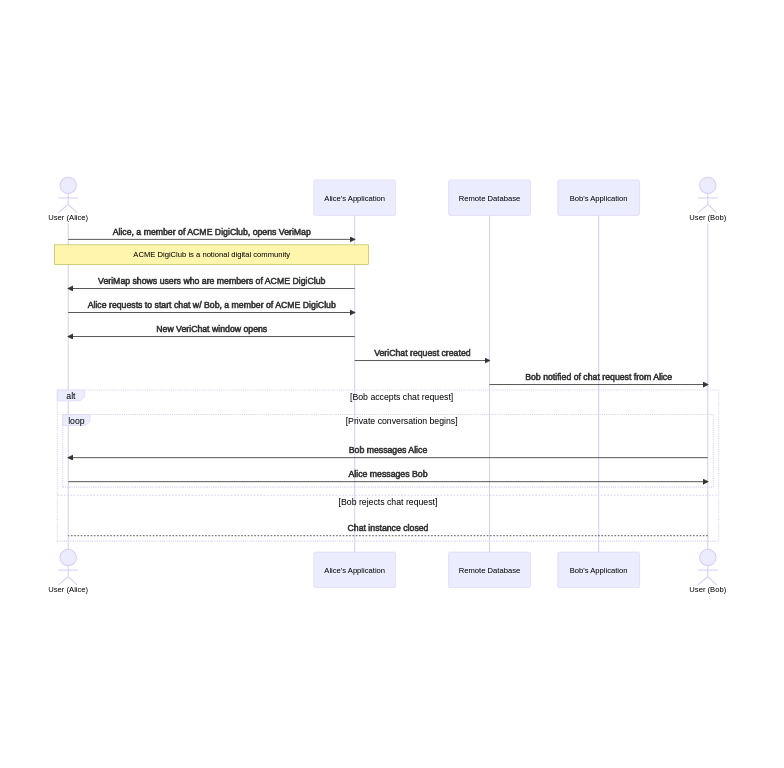 Alice's Application
Remote Database
Bob's Application
User (Alice)
User (Bob)
Alice, a member of ACME DigiClub, opens VeriMap
ACME DigiClub is a notional digital community
VeriMap shows users who are members of ACME DigiClub
Alice requests to start chat w/ Bob, a member of ACME DigiClub
New VeriChat window opens
VeriChat request created
Bob notified of chat request from Alice
alt
[Bob accepts chat request]
loop
[Private conversation begins]
Bob messages Alice
Alice messages Bob
[Bob rejects chat request]
Chat instance closed
Alice's Application
Remote Database
Bob's Application
User (Alice)
User (Bob)